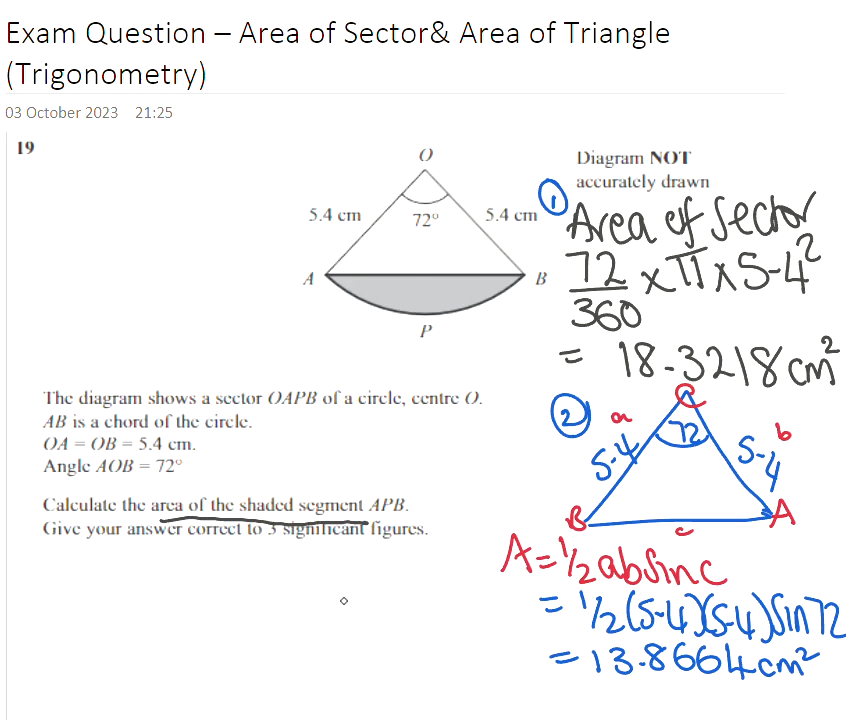 Exam Question – Area of Sector& Area of Triangle
(Trigonometry)
03 October 2023 21:25
19
O
Diagram NOT
accurately drawn
5.4 cm
72°
5.4 cm
A
B
P
1
Area of Sector
72/360 × π × 5.4²
= 18.3218 cm²
The diagram shows a sector OAPB of a circle, centre O.
AB is a chord of the circle.
OA = OB = 5.4 cm.
Angle AOB = 72°
Calculate the area of the shaded segment APB.
Give your answer correct to 3 significant figures.
2
C
a
72
b
5.4
5.4
B
A
c
A = ½ab Sin C
= ½(5.4)(5.4) Sin 72
= 13.8664 cm²